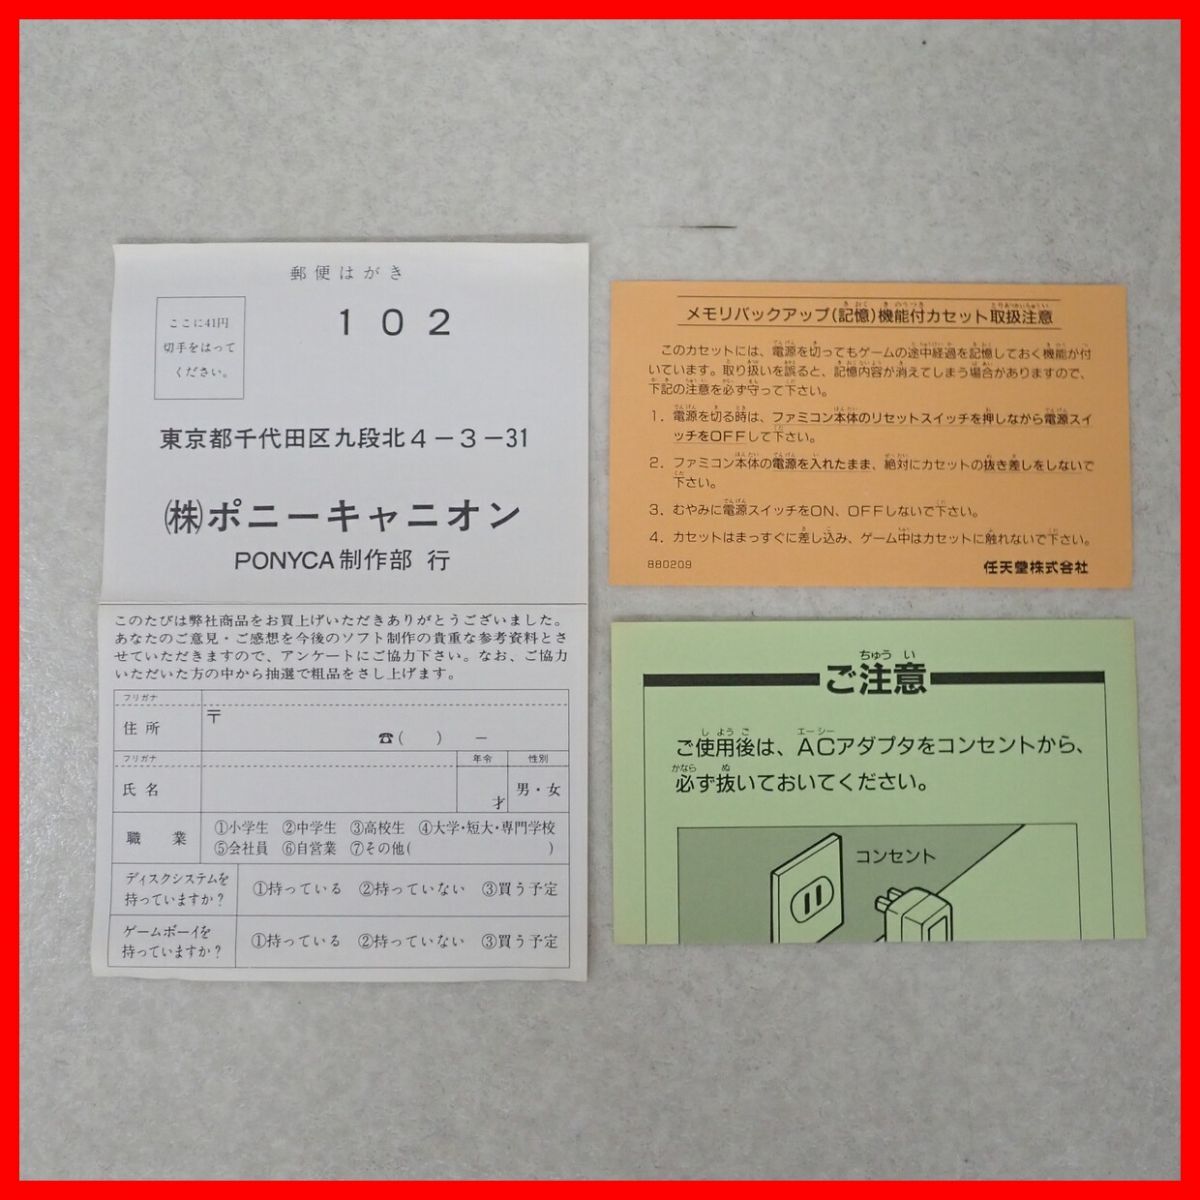 郵便はがき
ここに41円
切手をはって
ください。
102
東京都千代田区九段北4-3-31
㈱ポニーキャニオン
PONYCA制作部 行
このたびは弊社商品をお買上げいただきありがとうございました。
あなたのご意見・ご感想を今後のソフト制作の貴重な参考資料とさ
せていただきますので、アンケートにご協力下さい。なお、ご協力
いただいた方の中から抽選で粗品をさし上げます。
フリガナ
住所
〒
☎( ) ー
フリガナ
氏名
年令
才
性別
男・女
職業
①小学生 ②中学生 ③高校生 ④大学・短大・専門学校
⑤会社員 ⑥自営業 ⑦その他( )
ディスクシステムを
持っていますか?
①持っている ②持っていない ③買う予定
ゲームボーイを
持っていますか?
①持っている ②持っていない ③買う予定
メモリバックアップ(記憶)機能付カセット取扱注意
このカセットには、電源を切ってもゲームの途中経過を記憶しておく機能が付
いています。取り扱いを誤ると、記憶内容が消えてしまう場合がありますので、
下記の注意を必ず守って下さい。
1. 電源を切る時は、ファミコン本体のリセットスイッチを押しながら電源スイ
ッチをOFFして下さい。
2. ファミコン本体の電源を入れたまま、絶対にカセットの抜き差しをしないで
下さい。
3. むやみに電源スイッチをON、OFFしないで下さい。
4. カセットはまっすぐに差し込み、ゲーム中はカセットに触れないで下さい。
880209
任天堂株式会社
ちゅう い
ご注意
し よう ご エーシー
ご使用後は、ACアダプタをコンセントから、
かなら ぬ
必ず抜いておいてください。
コンセント